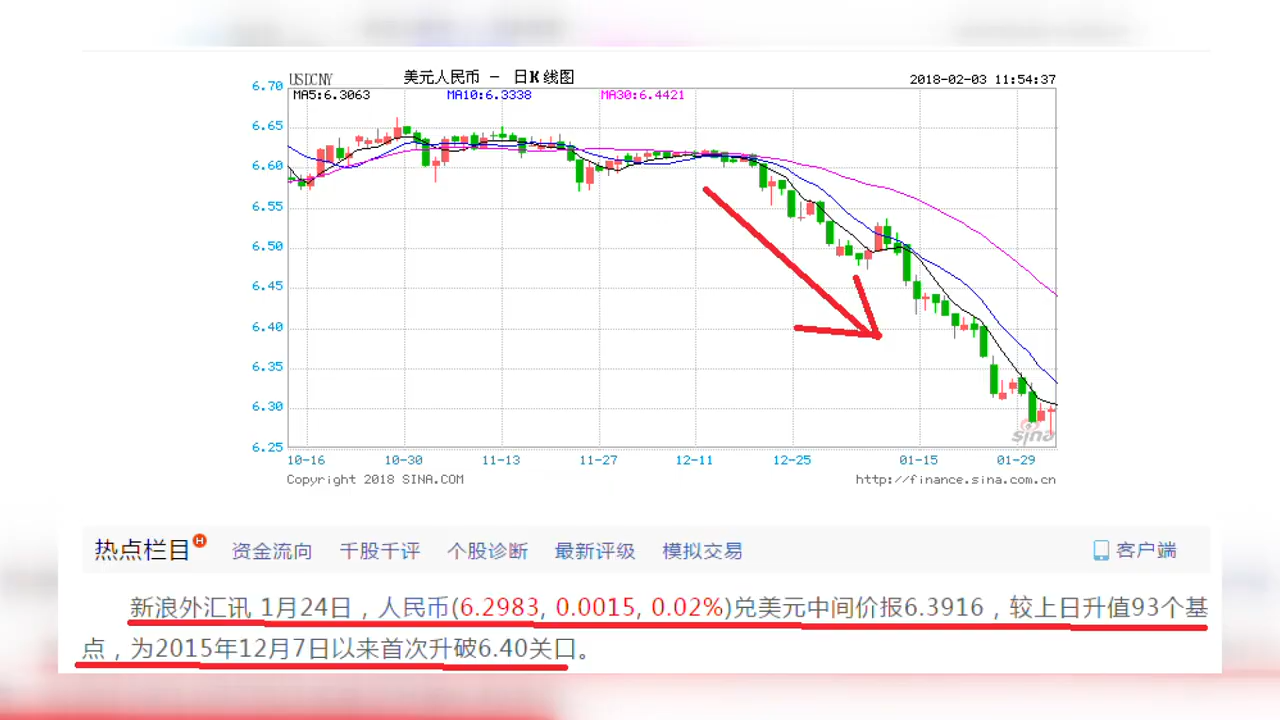 USDCNY 美元人民币 - 日K线图 2018-02-03 11:54:37
MA5:6.3063 MA10:6.3338 MA30:6.4421
6.70
6.65
6.60
6.55
6.50
6.45
6.40
6.35
6.30
6.25
sina
10-16 10-30 11-13 11-27 12-11 12-25 01-15 01-29
Copyright 2018 SINA.COM http://finance.sina.com.cn
热点栏目 H 资金流向 千股千评 个股诊断 最新评级 模拟交易 客户端
新浪外汇讯 1月24日，人民币(6.2983, 0.0015, 0.02%)兑美元中间价报6.3916，较上日升值93个基
点，为2015年12月7日以来首次升破6.40关口。